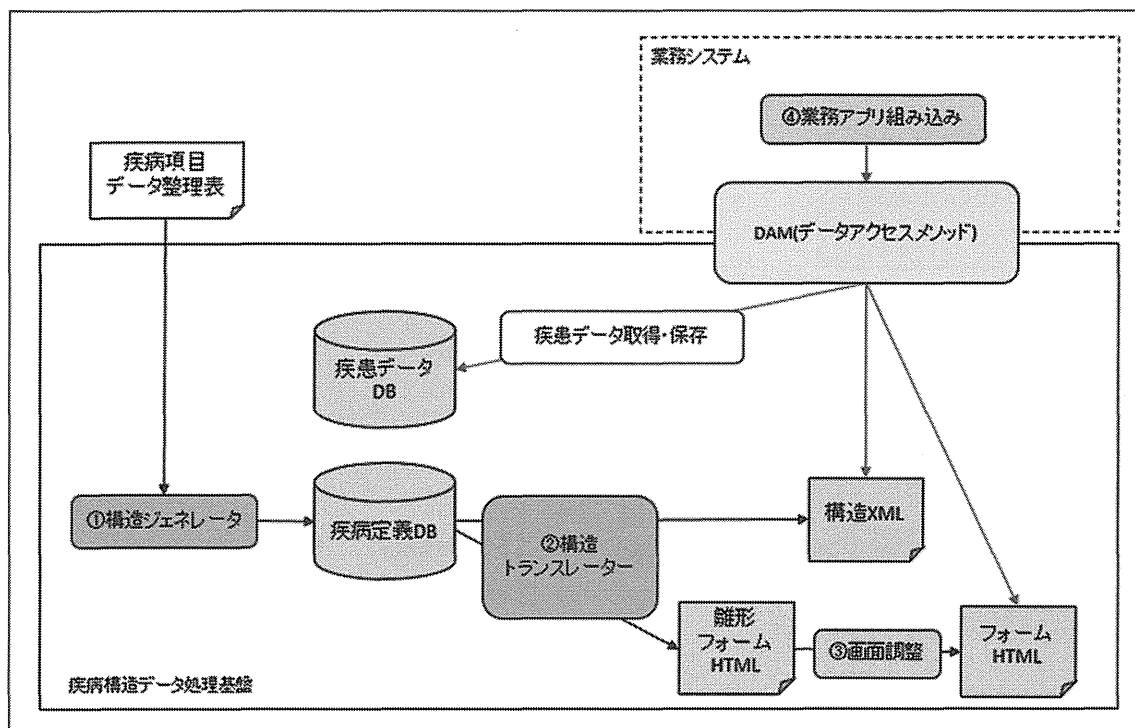 業務システム
④業務アプリ組み込み
疾病項目
データ整理表
DAM(データアクセスメソッド)
疾患データ取得・保存
疾患データ
DB
①構造ジェネレータ
疾病定義DB
②構造
トランスレーター
構造XML
雛形
フォーム
HTML
③画面調整
フォーム
HTML
疾病構造データ処理基盤